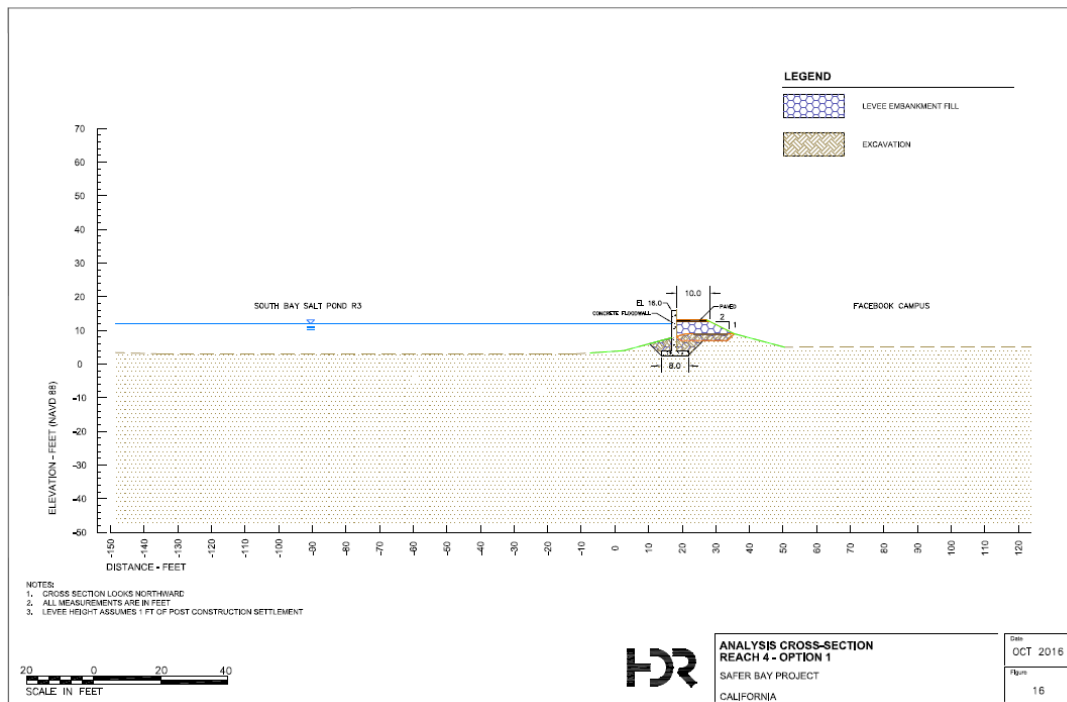 LEGEND
LEVEE EMBANKMENT FILL
EXCAVATION
70
60
50
40
30
20
10
0
-10
-20
-30
-40
-50
ELEVATION - FEET (NAVD 88)
SOUTH BAY SALT POND R3
EL 16.0
CONCRETE FLOODWALL
10.0
PAVED
2
1
8.0
FACEBOOK CAMPUS
-150 -140 -130 -120 -110 -100 -90 -80 -70 -60 -50 -40 -30 -20 -10 0 10 20 30 40 50 60 70 80 90 100 110 120
DISTANCE - FEET
NOTES:
1. CROSS SECTION LOOKS NORTHWARD
2. ALL MEASUREMENTS ARE IN FEET
3. LEVEE HEIGHT ASSUMES 1 FT OF POST CONSTRUCTION SETTLEMENT
20 0 20 40
SCALE IN FEET
HDR
ANALYSIS CROSS-SECTION
REACH 4 - OPTION 1
SAFER BAY PROJECT
CALIFORNIA
Date
OCT 2016
Figure
16